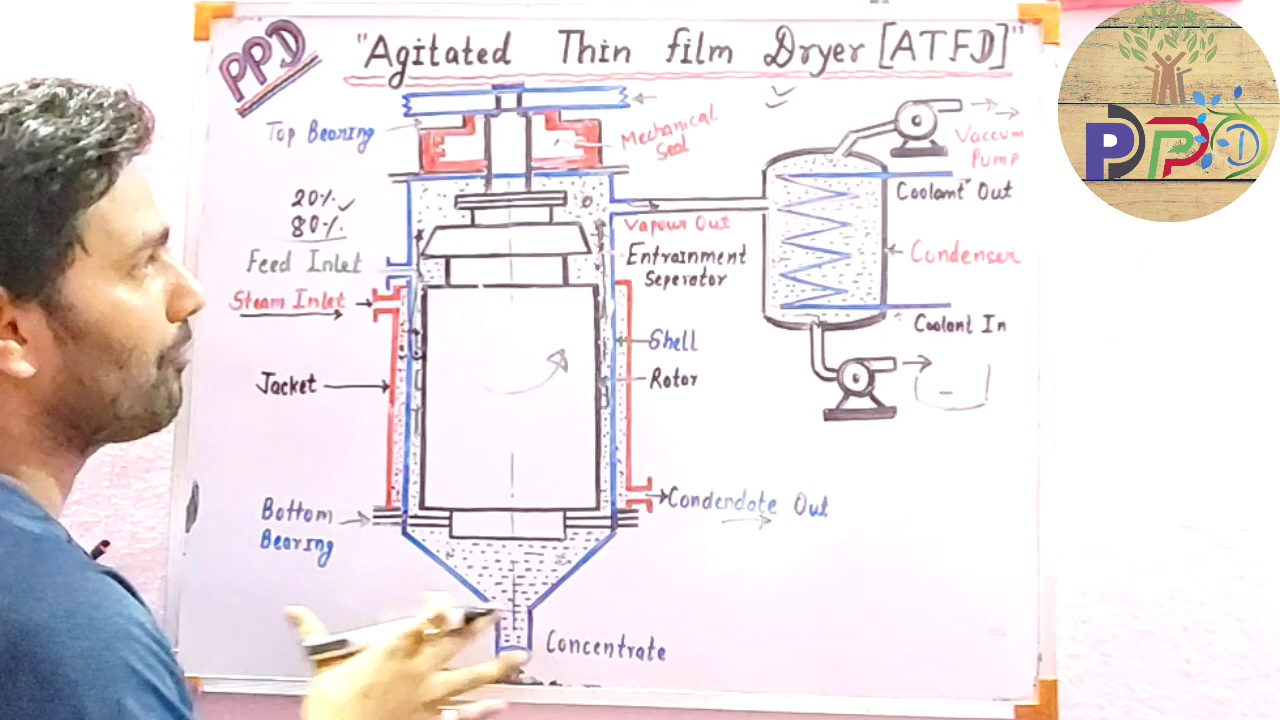 PPD
"Agitated Thin film Dryer [ATFD]"
Top Bearing
Mechanical
Seal
Vaccum
Pump
20%
80%
Coolant Out
Vapour Out
Feed Inlet
Entrainment
Seperator
Condenser
Steam Inlet
Coolant In
Shell
Jacket
Rotor
Condendate Out
Bottom
Bearing
Concentrate
PPD